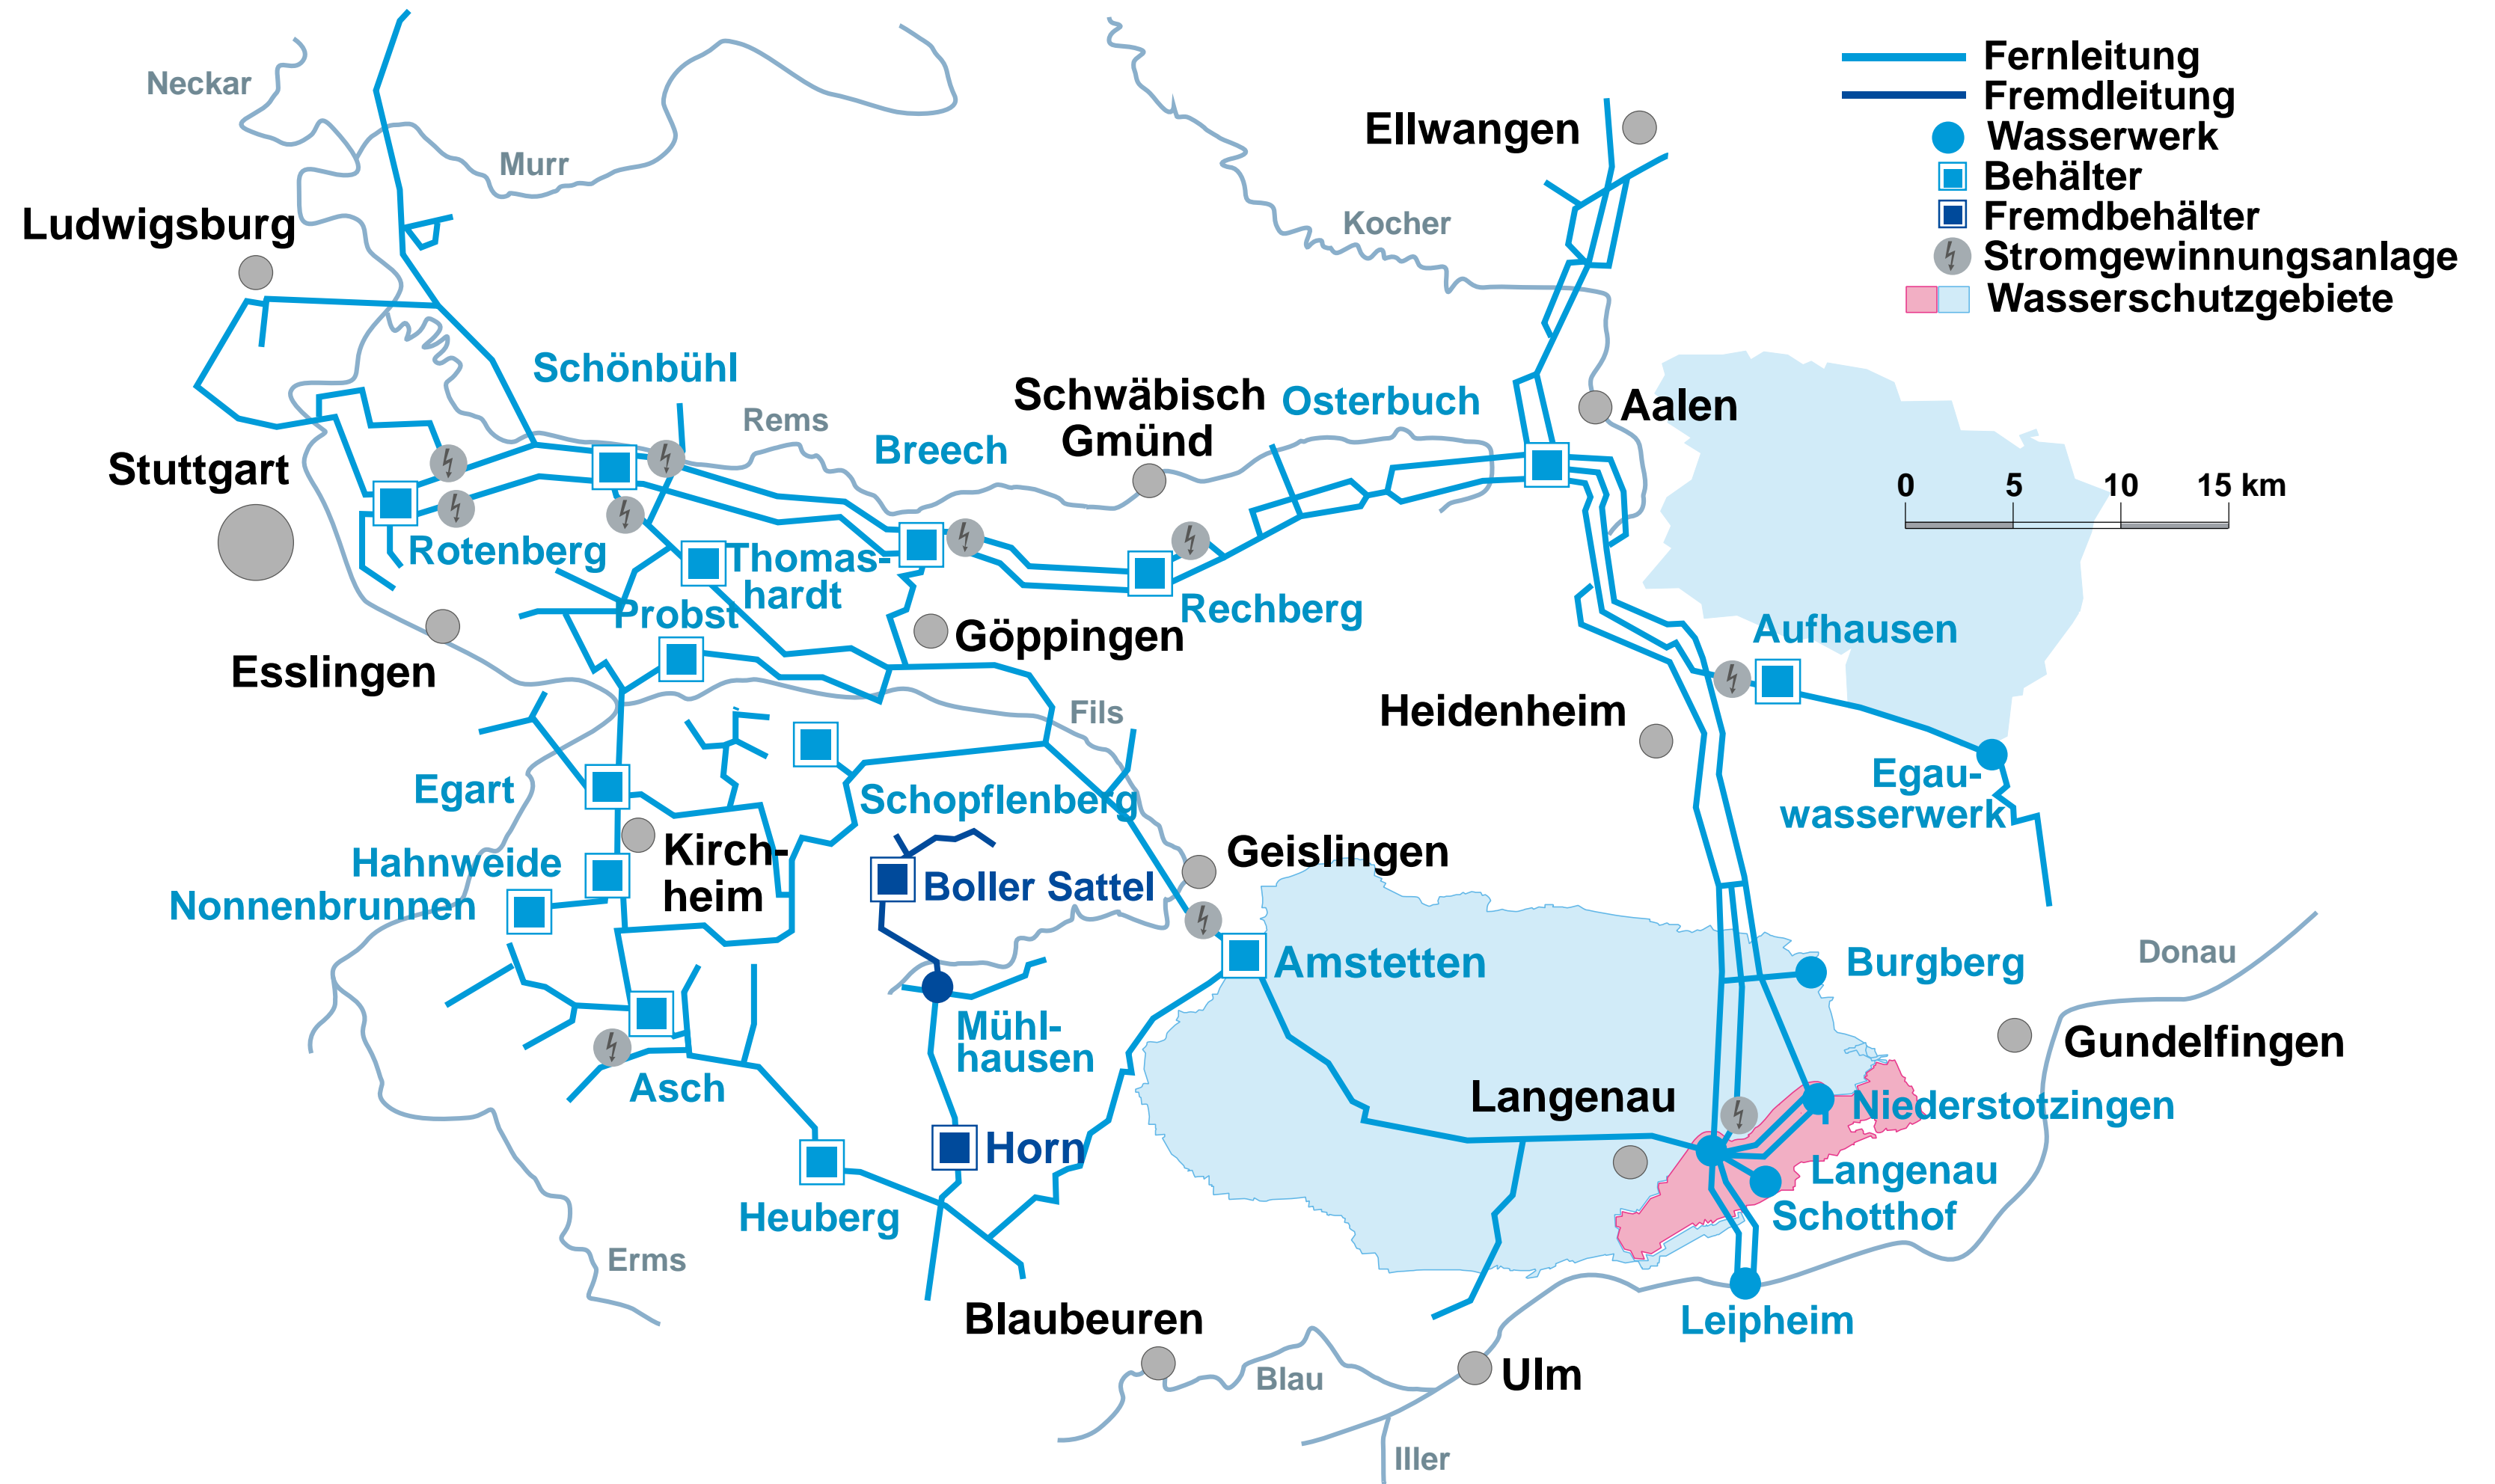 Neckar
Murr
Ludwigsburg
Kocher
Ellwangen
Fernleitung
Fremdleitung
Wasserwerk
Behälter
Fremdbehälter
Stromgewinnungsanlage
Wasserschutzgebiete
Schönbühl
Rems
Breech
Schwäbisch
Gmünd
Osterbuch
Aalen
Stuttgart
0 5 10 15 km
Rotenberg
Thomas-
hardt
Probst
Rechberg
Göppingen
Esslingen
Aufhausen
Heidenheim
Fils
Egart
Schopflenberg
Egau-
wasserwerk
Hahnweide
Nonnenbrunnen
Kirch-
heim
Boller Sattel
Geislingen
Amstetten
Burgberg
Donau
Mühl-
hausen
Gundelfingen
Asch
Langenau
Niederstotzingen
Horn
Langenau
Schotthof
Heuberg
Erms
Blaubeuren
Leipheim
Blau
Ulm
Iller